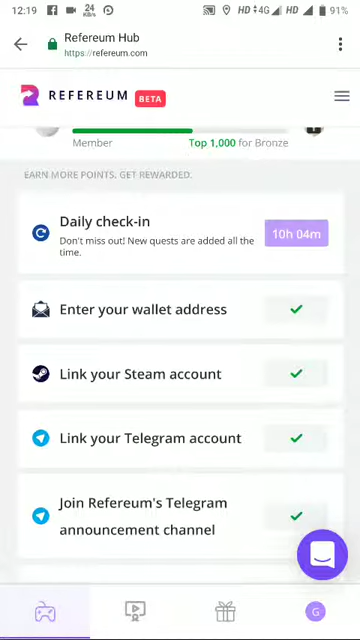 12:19 24 KB/s HD 4G HD 91%
Refereum Hub
https://refereum.com
REFEREUM BETA
Member Top 1,000 for Bronze
EARN MORE POINTS. GET REWARDED.
Daily check-in
10h 04m
Don't miss out! New quests are added all the
time.
Enter your wallet address
Link your Steam account
Link your Telegram account
Join Refereum's Telegram
announcement channel
G